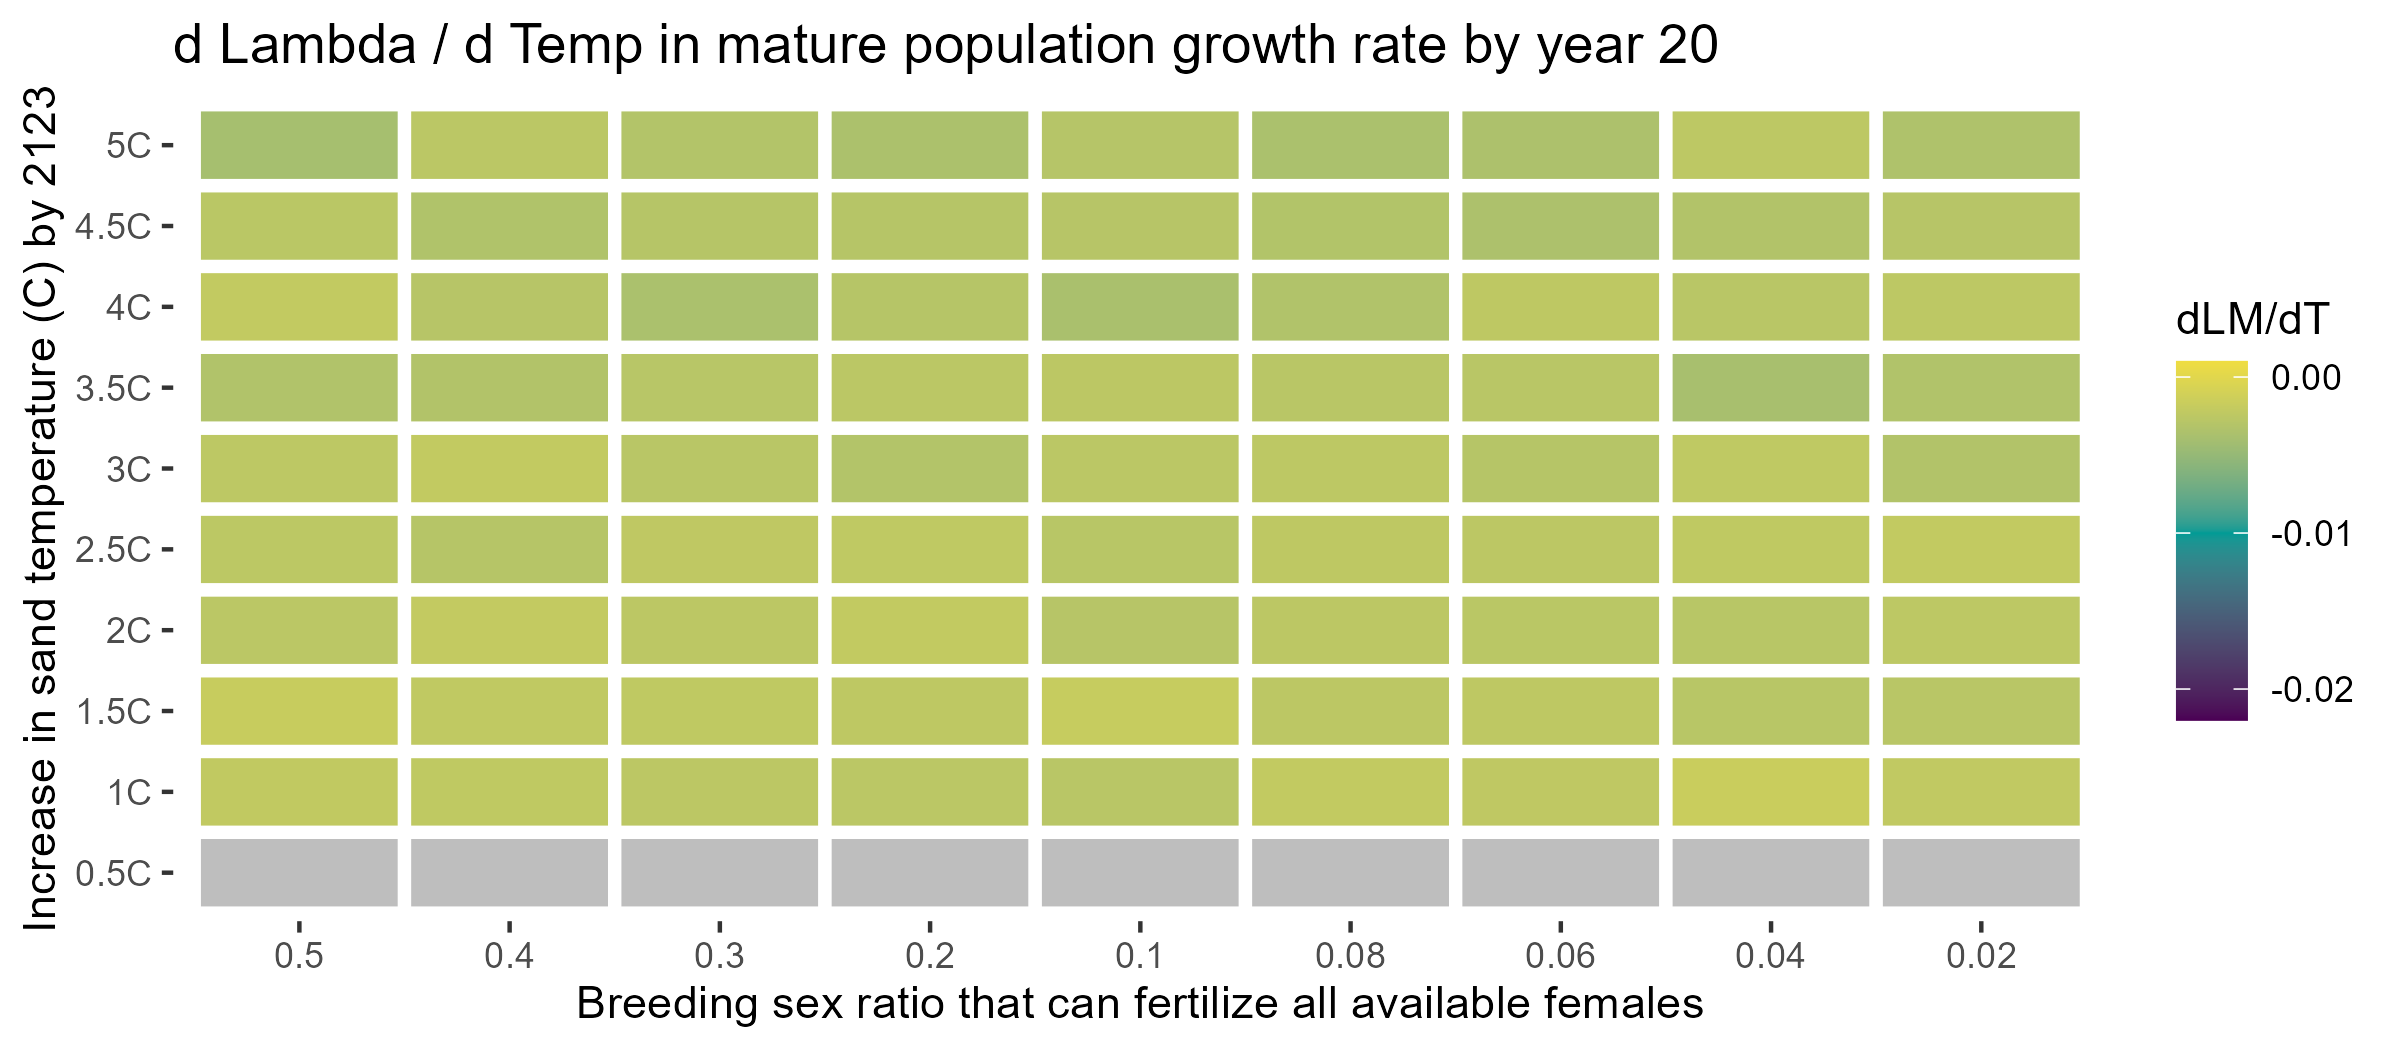 d Lambda / d Temp in mature population growth rate by year 20
Increase in sand temperature (C) by 2123
5C
4.5C
4C
3.5C
3C
2.5C
2C
1.5C
1C
0.5C
0.5
0.4
0.3
0.2
0.1
0.08
0.06
0.04
0.02
Breeding sex ratio that can fertilize all available females
dLM/dT
0.00
-0.01
-0.02